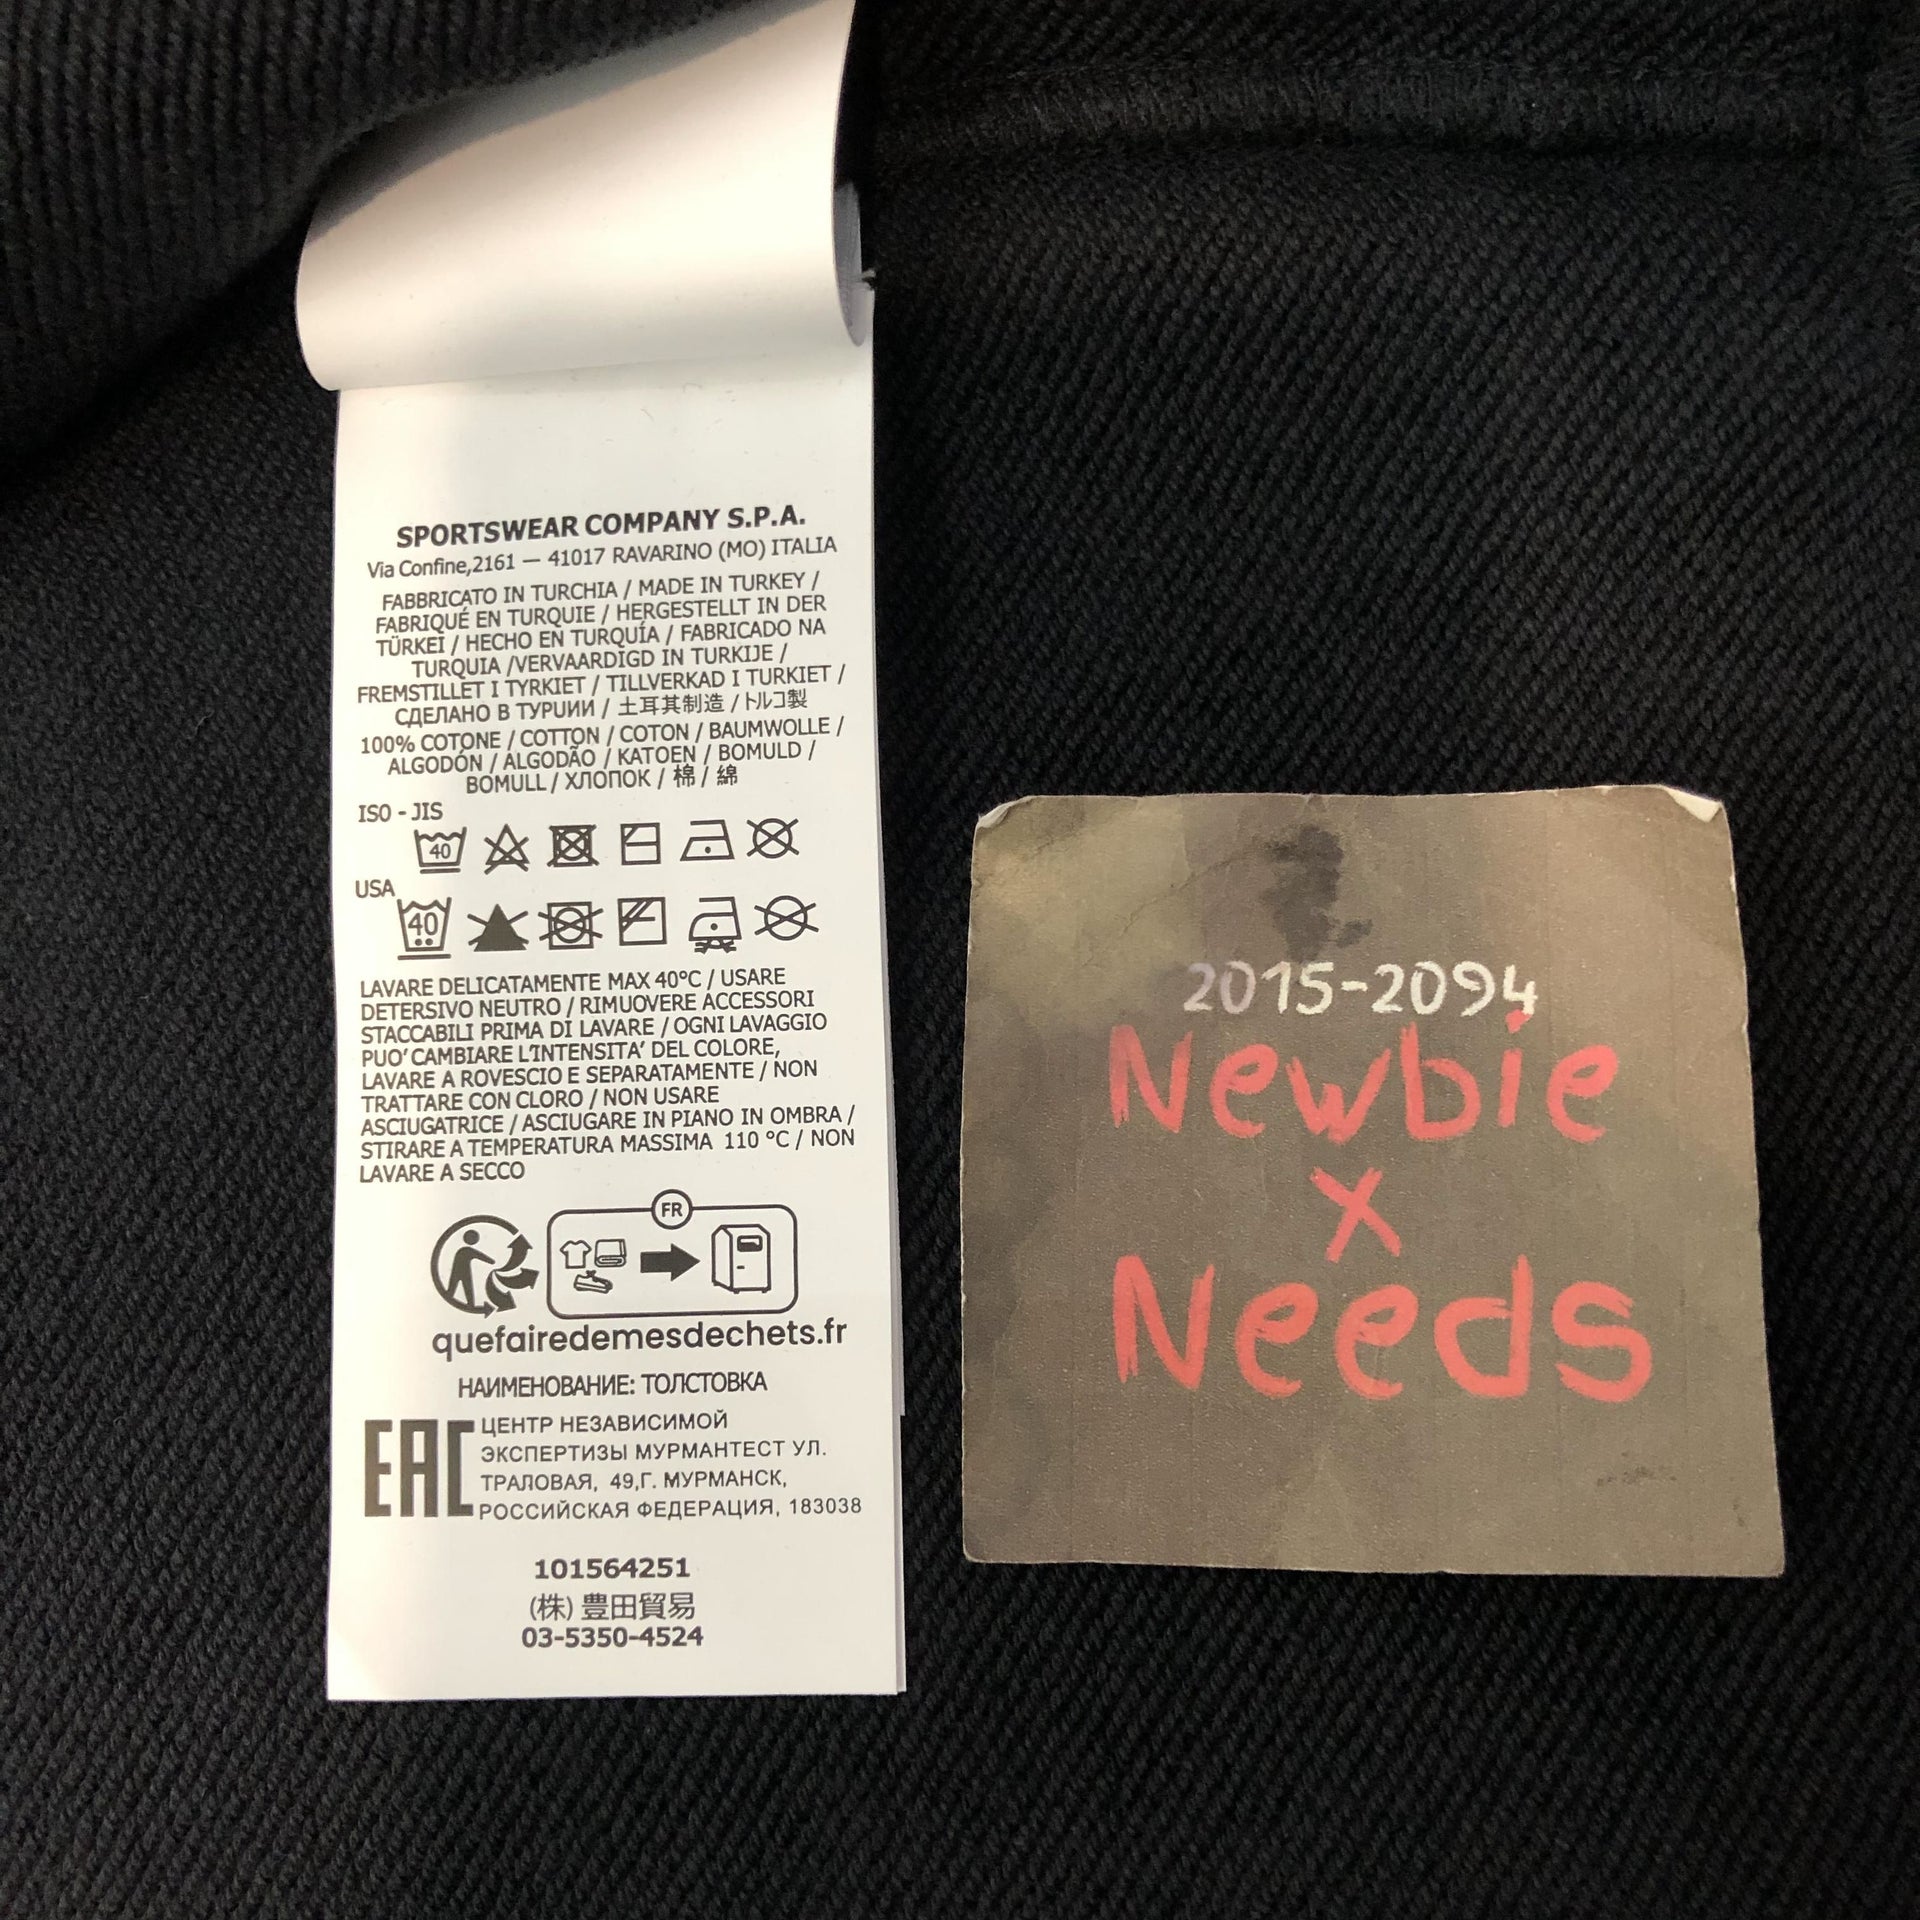 SPORTSWEAR COMPANY S.P.A.
Via Confine,2161 — 41017 RAVARINO (MO) ITALIA
FABBRICATO IN TURCHIA / MADE IN TURKEY /
FABRIQUÉ EN TURQUIE / HERGESTELLT IN DER
TÜRKEI / HECHO EN TURQUÍA / FABRICADO NA
TURQUIA /VERVAARDIGD IN TURKIJE /
FREMSTILLET I TYRKIET / TILLVERKAD I TURKIET /
СДЕЛАНО В ТУРЦИИ / 土耳其制造 / トルコ製
100% COTONE / COTTON / COTON / BAUMWOLLE /
ALGODÓN / ALGODÃO / KATOEN / BOMULD /
BOMULL / ХЛОПОК / 棉 / 綿
ISO - JIS
40
USA
40
LAVARE DELICATAMENTE MAX 40°C / USARE
DETERSIVO NEUTRO / RIMUOVERE ACCESSORI
STACCABILI PRIMA DI LAVARE / OGNI LAVAGGIO
PUO' CAMBIARE L'INTENSITA' DEL COLORE,
LAVARE A ROVESCIO E SEPARATAMENTE / NON
TRATTARE CON CLORO / NON USARE
ASCIUGATRICE / ASCIUGARE IN PIANO IN OMBRA /
STIRARE A TEMPERATURA MASSIMA 110 °C / NON
LAVARE A SECCO
FR
quefairedemesdechets.fr
НАИМЕНОВАНИЕ: ТОЛСТОВКА
EAC
ЦЕНТР НЕЗАВИСИМОЙ
ЭКСПЕРТИЗЫ МУРМАНТЕСТ УЛ.
ТРАЛОВАЯ, 49,Г. МУРМАНСК,
РОССИЙСКАЯ ФЕДЕРАЦИЯ, 183038
101564251
(株) 豊田貿易
03-5350-4524
2015-2094
Newbie
x
Needs